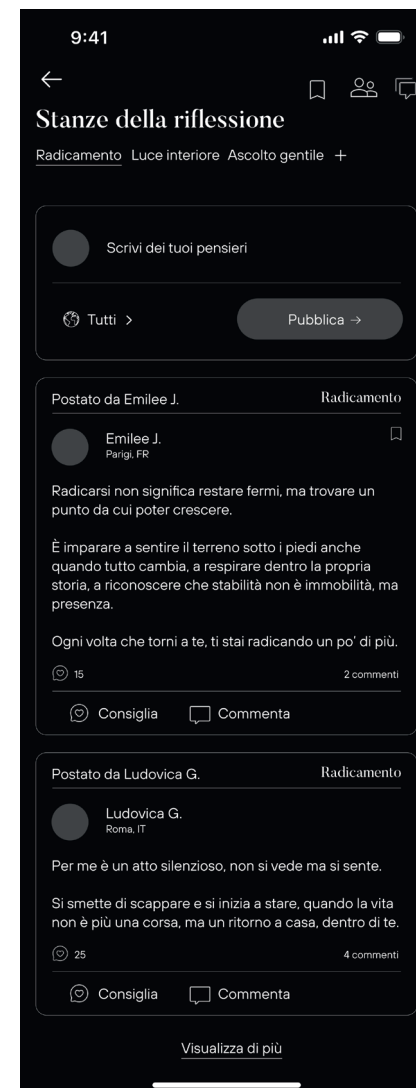 9:41
Stanze della riflessione
Radicamento Luce interiore Ascolto gentile +
Scrivi dei tuoi pensieri
Tutti >
Pubblica →
Postato da Emilee J. Radicamento
Emilee J.
Parigi, FR
Radicarsi non significa restare fermi, ma trovare un
punto da cui poter crescere.
È imparare a sentire il terreno sotto i piedi anche
quando tutto cambia, a respirare dentro la propria
storia, a riconoscere che stabilità non è immobilità, ma
presenza.
Ogni volta che torni a te, ti stai radicando un po' di più.
15 2 commenti
Consiglia Commenta
Postato da Ludovica G. Radicamento
Ludovica G.
Roma, IT
Per me è un atto silenzioso, non si vede ma si sente.
Si smette di scappare e si inizia a stare, quando la vita
non è più una corsa, ma un ritorno a casa, dentro di te.
25 4 commenti
Consiglia Commenta
Visualizza di più